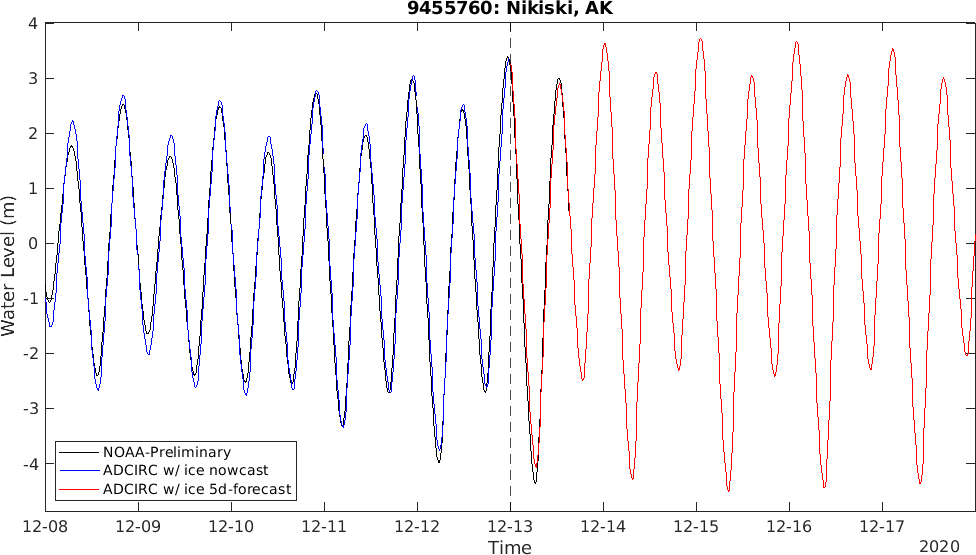 9455760: Nikiski, AK
4
3
2
1
0
-1
-2
-3
-4
Water Level (m)
NOAA-Preliminary
ADCIRC w/ ice nowcast
ADCIRC w/ ice 5d-forecast
12-08 12-09 12-10 12-11 12-12 12-13 12-14 12-15 12-16 12-17
Time
2020